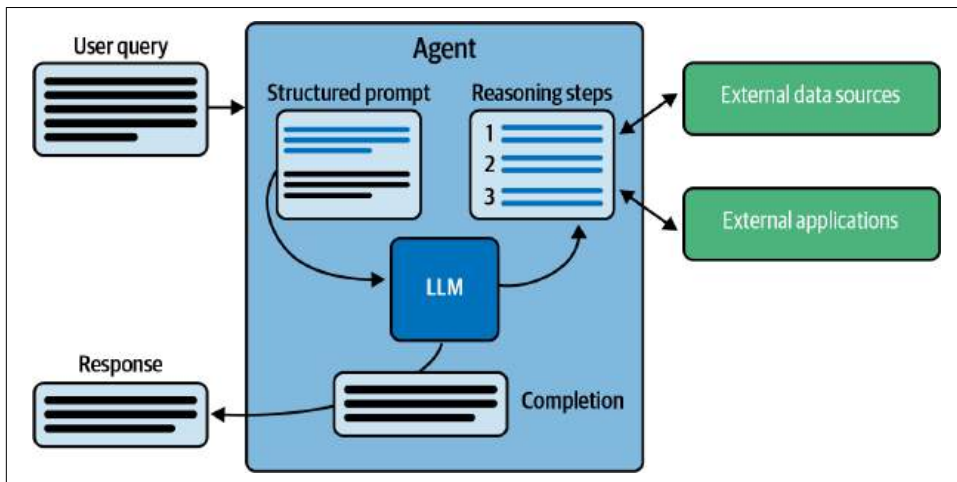 User query
Agent
Structured prompt
Reasoning steps
1
2
3
External data sources
External applications
LLM
Response
Completion